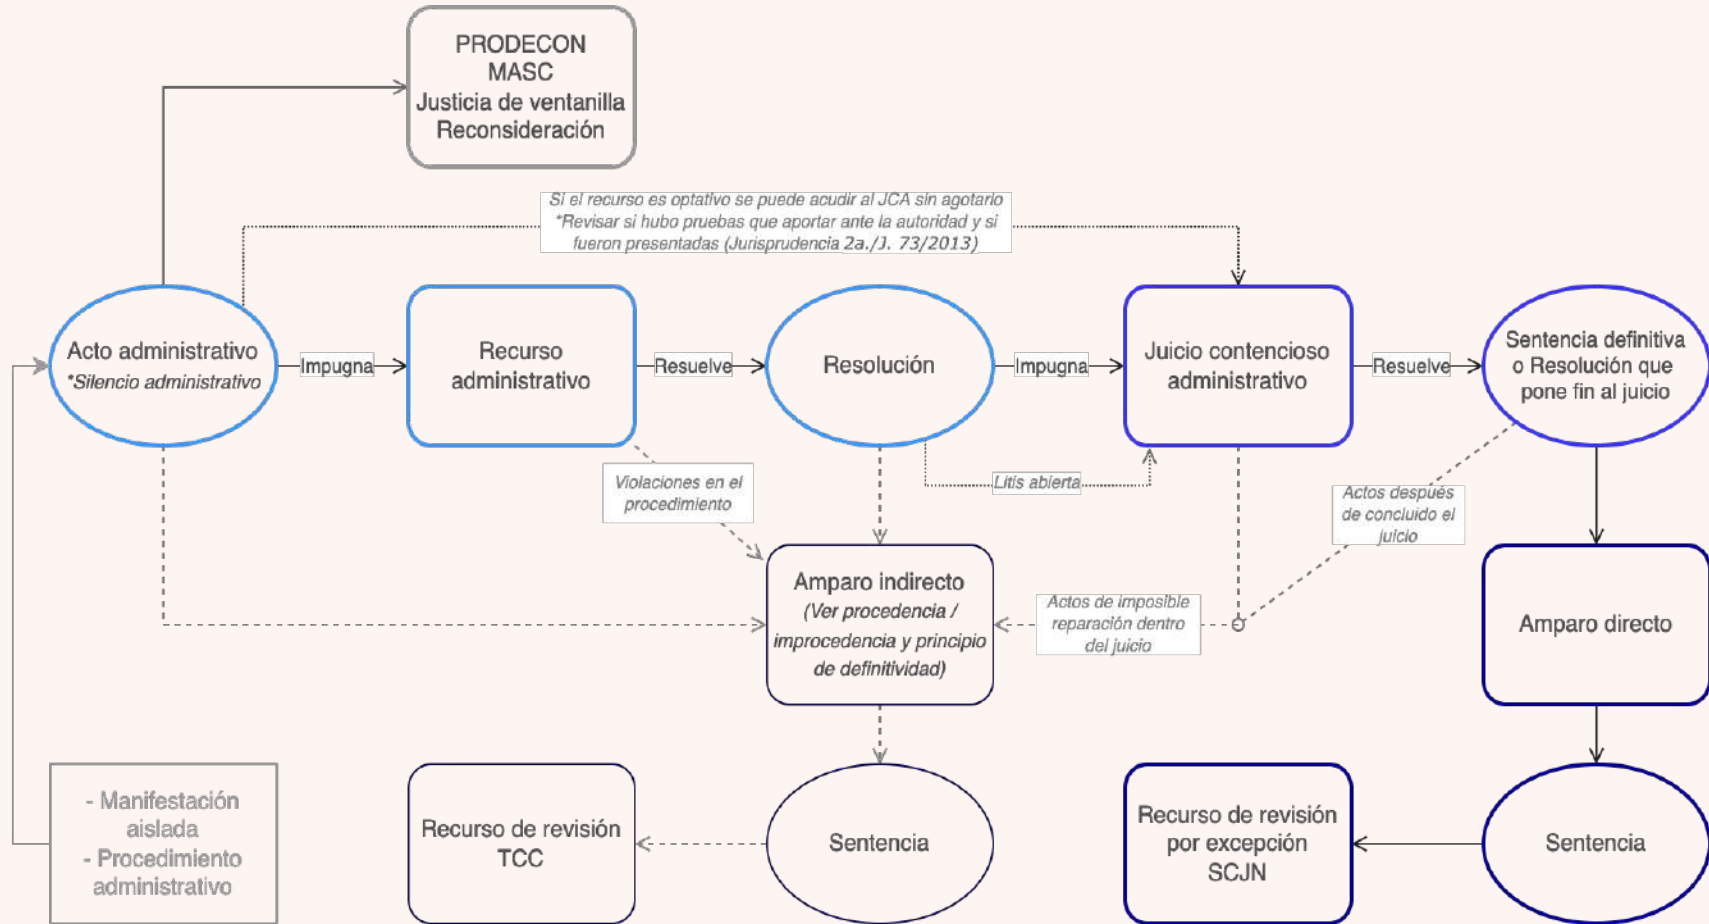 PRODECON
MASC
Justicia de ventanilla
Reconsideración
Si el recurso es optativo se puede acudir al JCA sin agotarlo
*Revisar si hubo pruebas que aportar ante la autoridad y si
fueron presentadas (Jurisprudencia 2a./J. 73/2013)
Acto administrativo
*Silencio administrativo
Impugna
Recurso
administrativo
Resuelve
Resolución
Impugna
Juicio contencioso
administrativo
Resuelve
Sentencia definitiva
o Resolución que
pone fin al juicio
Violaciones en el
procedimiento
Litis abierta
Actos después
de concluido el
juicio
Amparo indirecto
(Ver procedencia /
improcedencia y principio
de definitividad)
Actos de imposible
reparación dentro
del juicio
Amparo directo
- Manifestación
aislada
- Procedimiento
administrativo
Recurso de revisión
TCC
Sentencia
Recurso de revisión
por excepción
SCJN
Sentencia